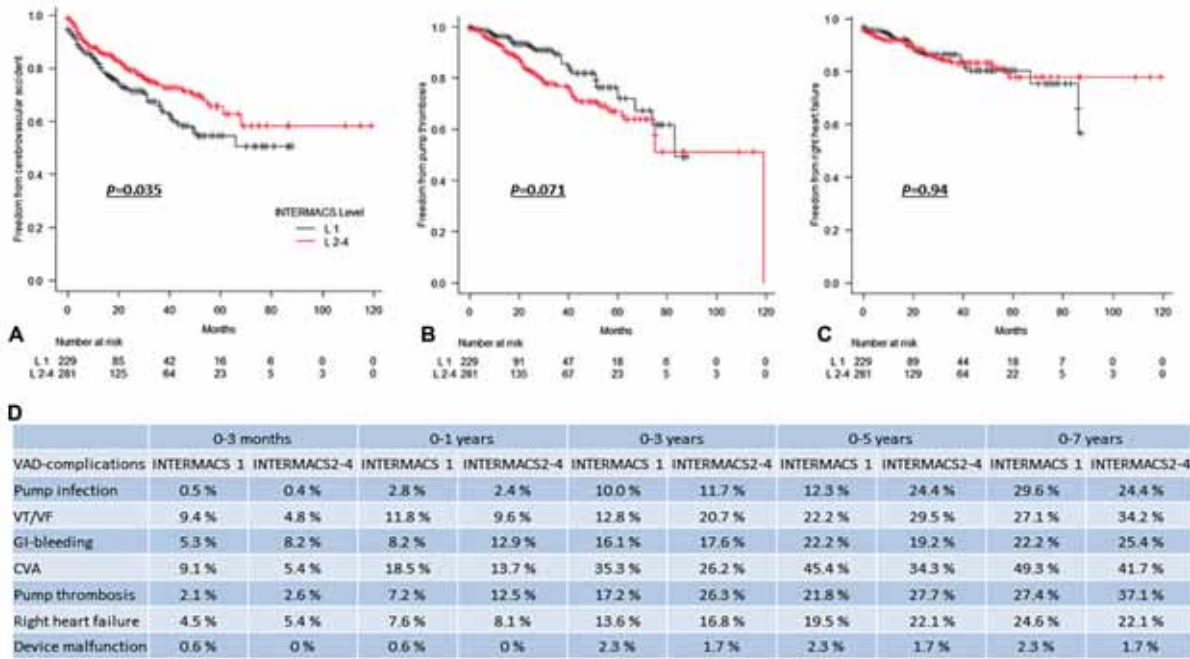 Freedom from cerebrovascular accident
1.0
0.8
0.6
0.4
0.2
0.0
P=0.035
INTERMACS Level
L 1
L 2-4
0 20 40 60 80 100 120
Months
A
Number at risk
L 1 229 85 42 16 6 0 0
L 2-4 281 125 64 23 5 3 0
Freedom from pump thrombosis
1.0
0.8
0.6
0.4
0.2
0.0
P=0.071
0 20 40 60 80 100 120
Months
B
Number at risk
L 1 229 91 47 18 6 0 0
L 2-4 281 135 67 23 5 3 0
Freedom from right heart failure
1.0
0.8
0.6
0.4
0.2
0.0
P=0.94
0 20 40 60 80 100 120
Months
C
Number at risk
L 1 229 89 44 18 7 0 0
L 2-4 281 129 64 22 5 3 0
D
0-3 months 0-1 years 0-3 years 0-5 years 0-7 years
VAD-complications INTERMACS 1 INTERMACS2-4 INTERMACS 1 INTERMACS2-4 INTERMACS 1 INTERMACS2-4 INTERMACS 1 INTERMACS2-4 INTERMACS 1 INTERMACS2-4
Pump infection 0.5 % 0.4 % 2.8 % 2.4 % 10.0 % 11.7 % 12.3 % 24.4 % 29.6 % 24.4 %
VT/VF 9.4 % 4.8 % 11.8 % 9.6 % 12.8 % 20.7 % 22.2 % 29.5 % 27.1 % 34.2 %
GI-bleeding 5.3 % 8.2 % 8.2 % 12.9 % 16.1 % 17.6 % 22.2 % 19.2 % 22.2 % 25.4 %
CVA 9.1 % 5.4 % 18.5 % 13.7 % 35.3 % 26.2 % 45.4 % 34.3 % 49.3 % 41.7 %
Pump thrombosis 2.1 % 2.6 % 7.2 % 12.5 % 17.2 % 26.3 % 21.8 % 27.7 % 27.4 % 37.1 %
Right heart failure 4.5 % 5.4 % 7.6 % 8.1 % 13.6 % 16.8 % 19.5 % 22.1 % 24.6 % 22.1 %
Device malfunction 0.6 % 0 % 0.6 % 0 % 2.3 % 1.7 % 2.3 % 1.7 % 2.3 % 1.7 %